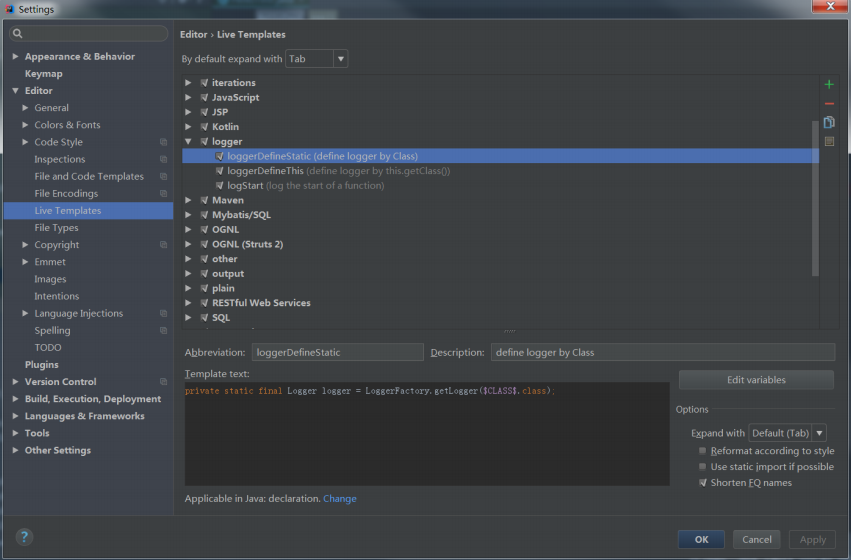 Settings
Appearance & Behavior
Keymap
Editor
General
Colors & Fonts
Code Style
Inspections
File and Code Templates
File Encodings
Live Templates
File Types
Copyright
Emmet
Images
Intentions
Language Injections
Spelling
TODO
Plugins
Version Control
Build, Execution, Deployment
Languages & Frameworks
Tools
Other Settings
Editor › Live Templates
By default expand with Tab
iterations
JavaScript
JSP
Kotlin
logger
loggerDefineStatic (define logger by Class)
loggerDefineThis (define logger by this.getClass())
logStart (log the start of a function)
Maven
Mybatis/SQL
OGNL
OGNL (Struts 2)
other
output
plain
RESTful Web Services
SQL
Abbreviation: loggerDefineStatic Description: define logger by Class
Template text:
private static final Logger logger = LoggerFactory.getLogger($CLASS$.class);
Edit variables
Options
Expand with Default (Tab)
Reformat according to style
Use static import if possible
Shorten FQ names
Applicable in Java: declaration. Change
? OK Cancel Apply